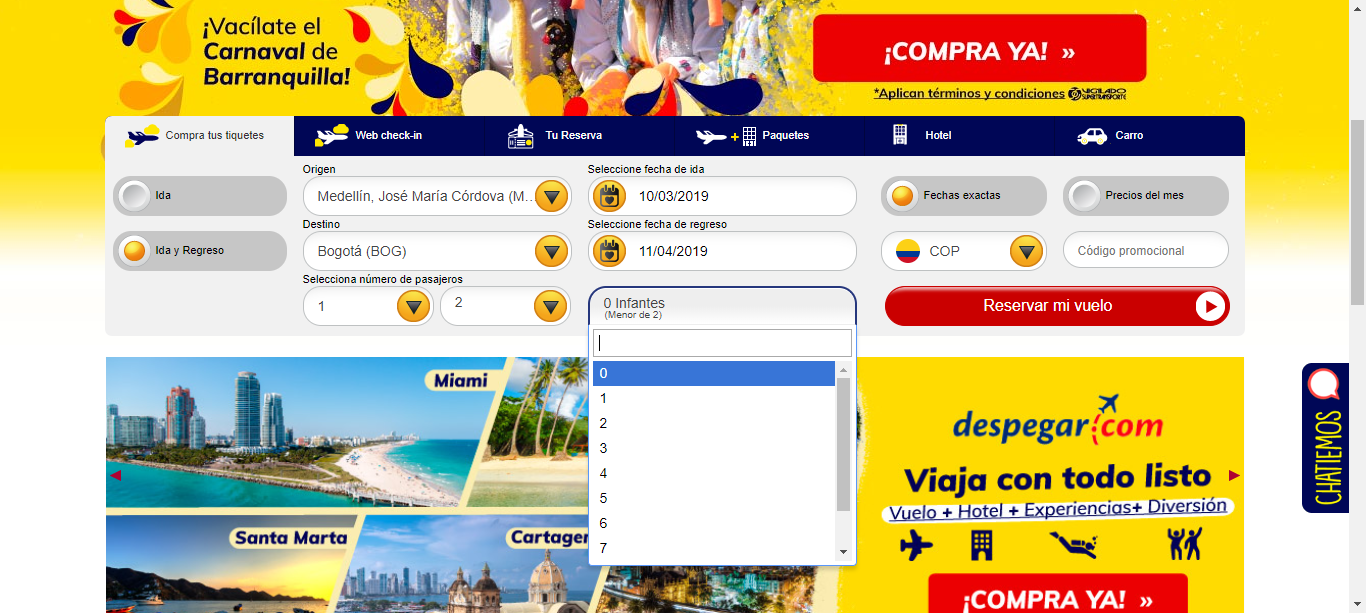 ¡Vacílate el
Carnaval de
Barranquilla!
¡COMPRA YA! »
*Aplican términos y condiciones
VIGILADO
SUPERTRANSPORTE
Compra tus tiquetes
Web check-in
Tu Reserva
Paquetes
Hotel
Carro
Ida
Ida y Regreso
Origen
Medellín, José María Córdova (M...
Destino
Bogotá (BOG)
Selecciona número de pasajeros
1
2
Seleccione fecha de ida
10/03/2019
Seleccione fecha de regreso
11/04/2019
0 Infantes
(Menor de 2)
0
1
2
3
4
5
6
7
Fechas exactas
Precios del mes
COP
Código promocional
Reservar mi vuelo
Miami
Santa Marta
Cartagen
despegar.com
Viaja con todo listo
Vuelo + Hotel + Experiencias+ Diversión
¡COMPRA YA! »
CHATIEMOS